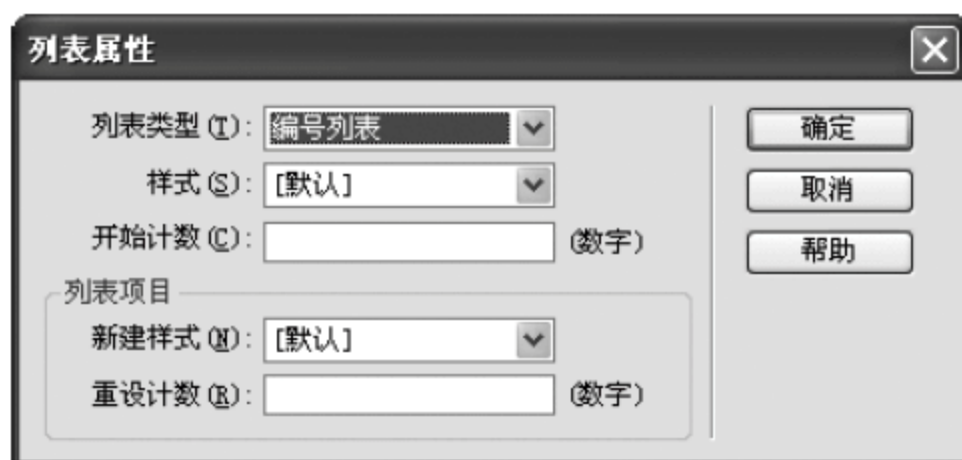 列表属性
列表类型(T): 编号列表
确定
样式(S): [默认]
取消
开始计数(C): (数字)
帮助
列表项目
新建样式(N): [默认]
重设计数(R): (数字)